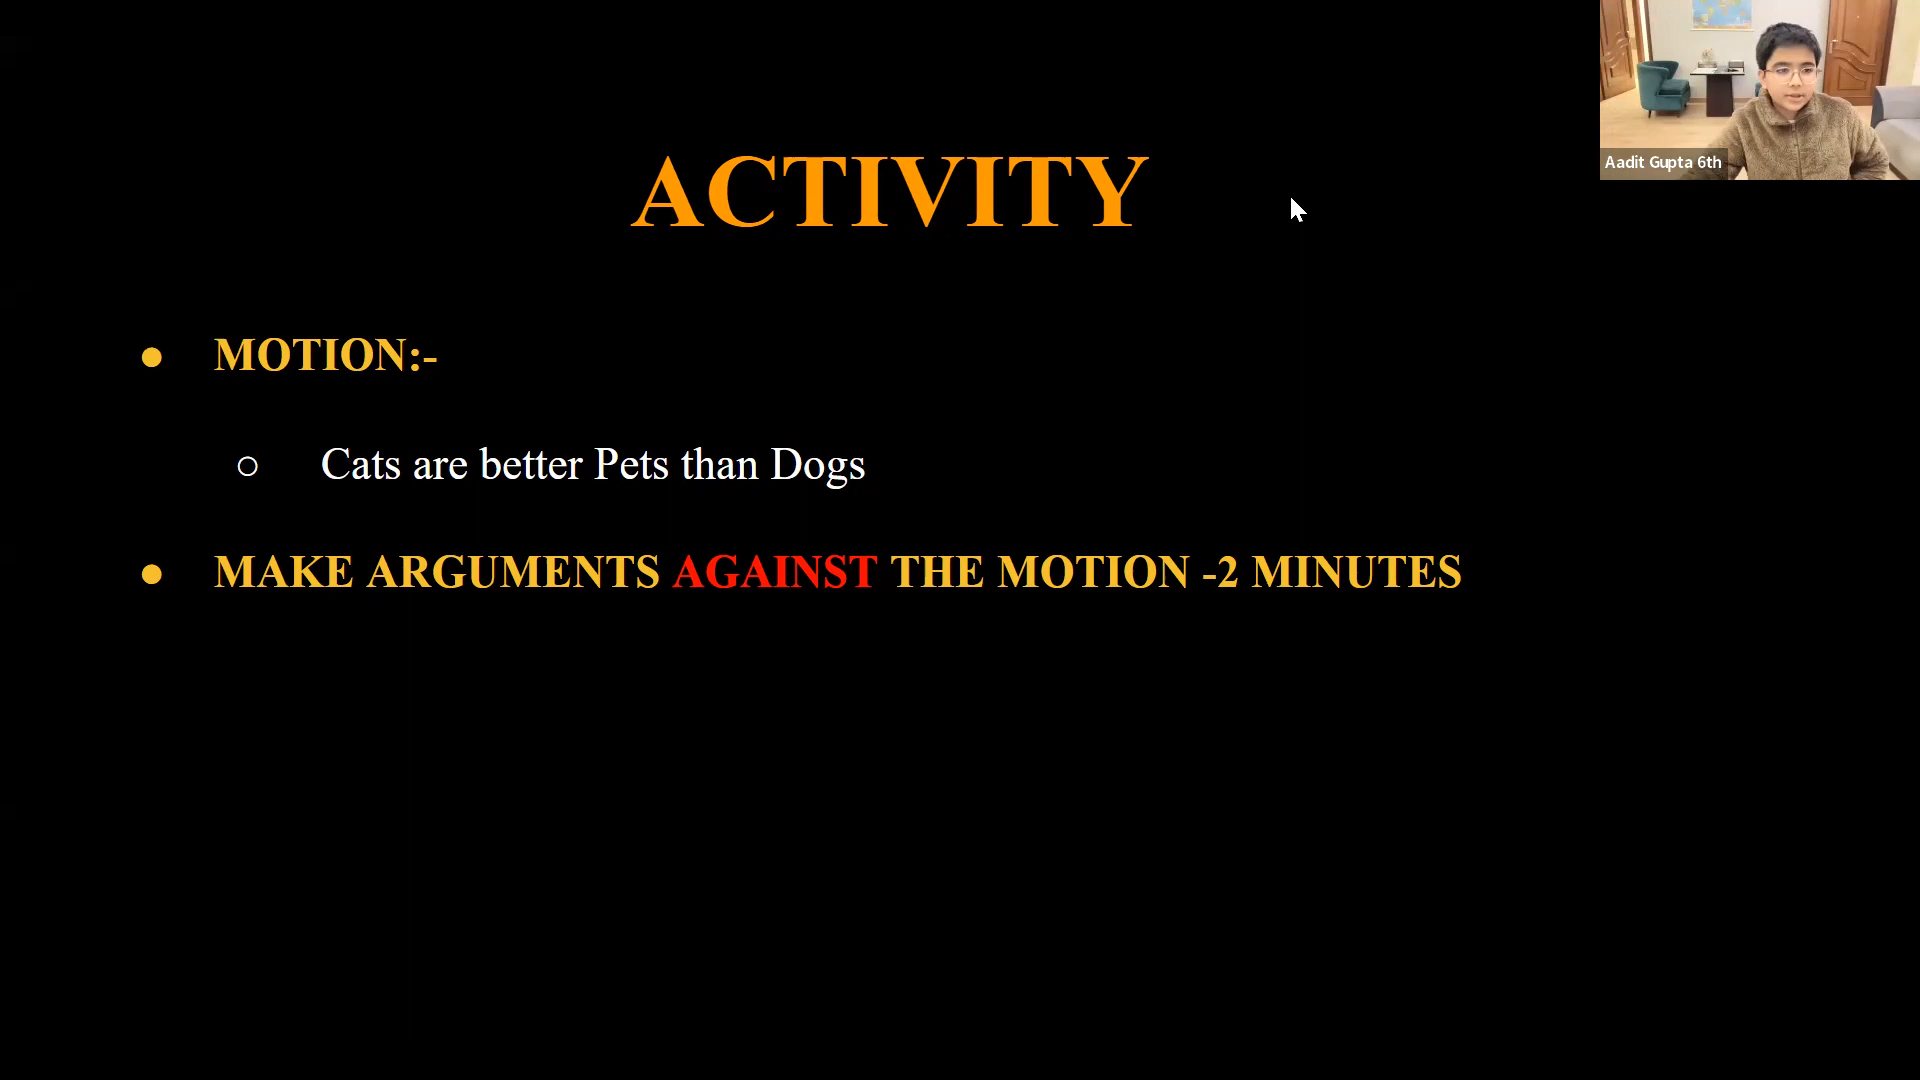 ACTIVITY
Aadit Gupta 6th
● MOTION:-
○ Cats are better Pets than Dogs
● MAKE ARGUMENTS AGAINST THE MOTION -2 MINUTES